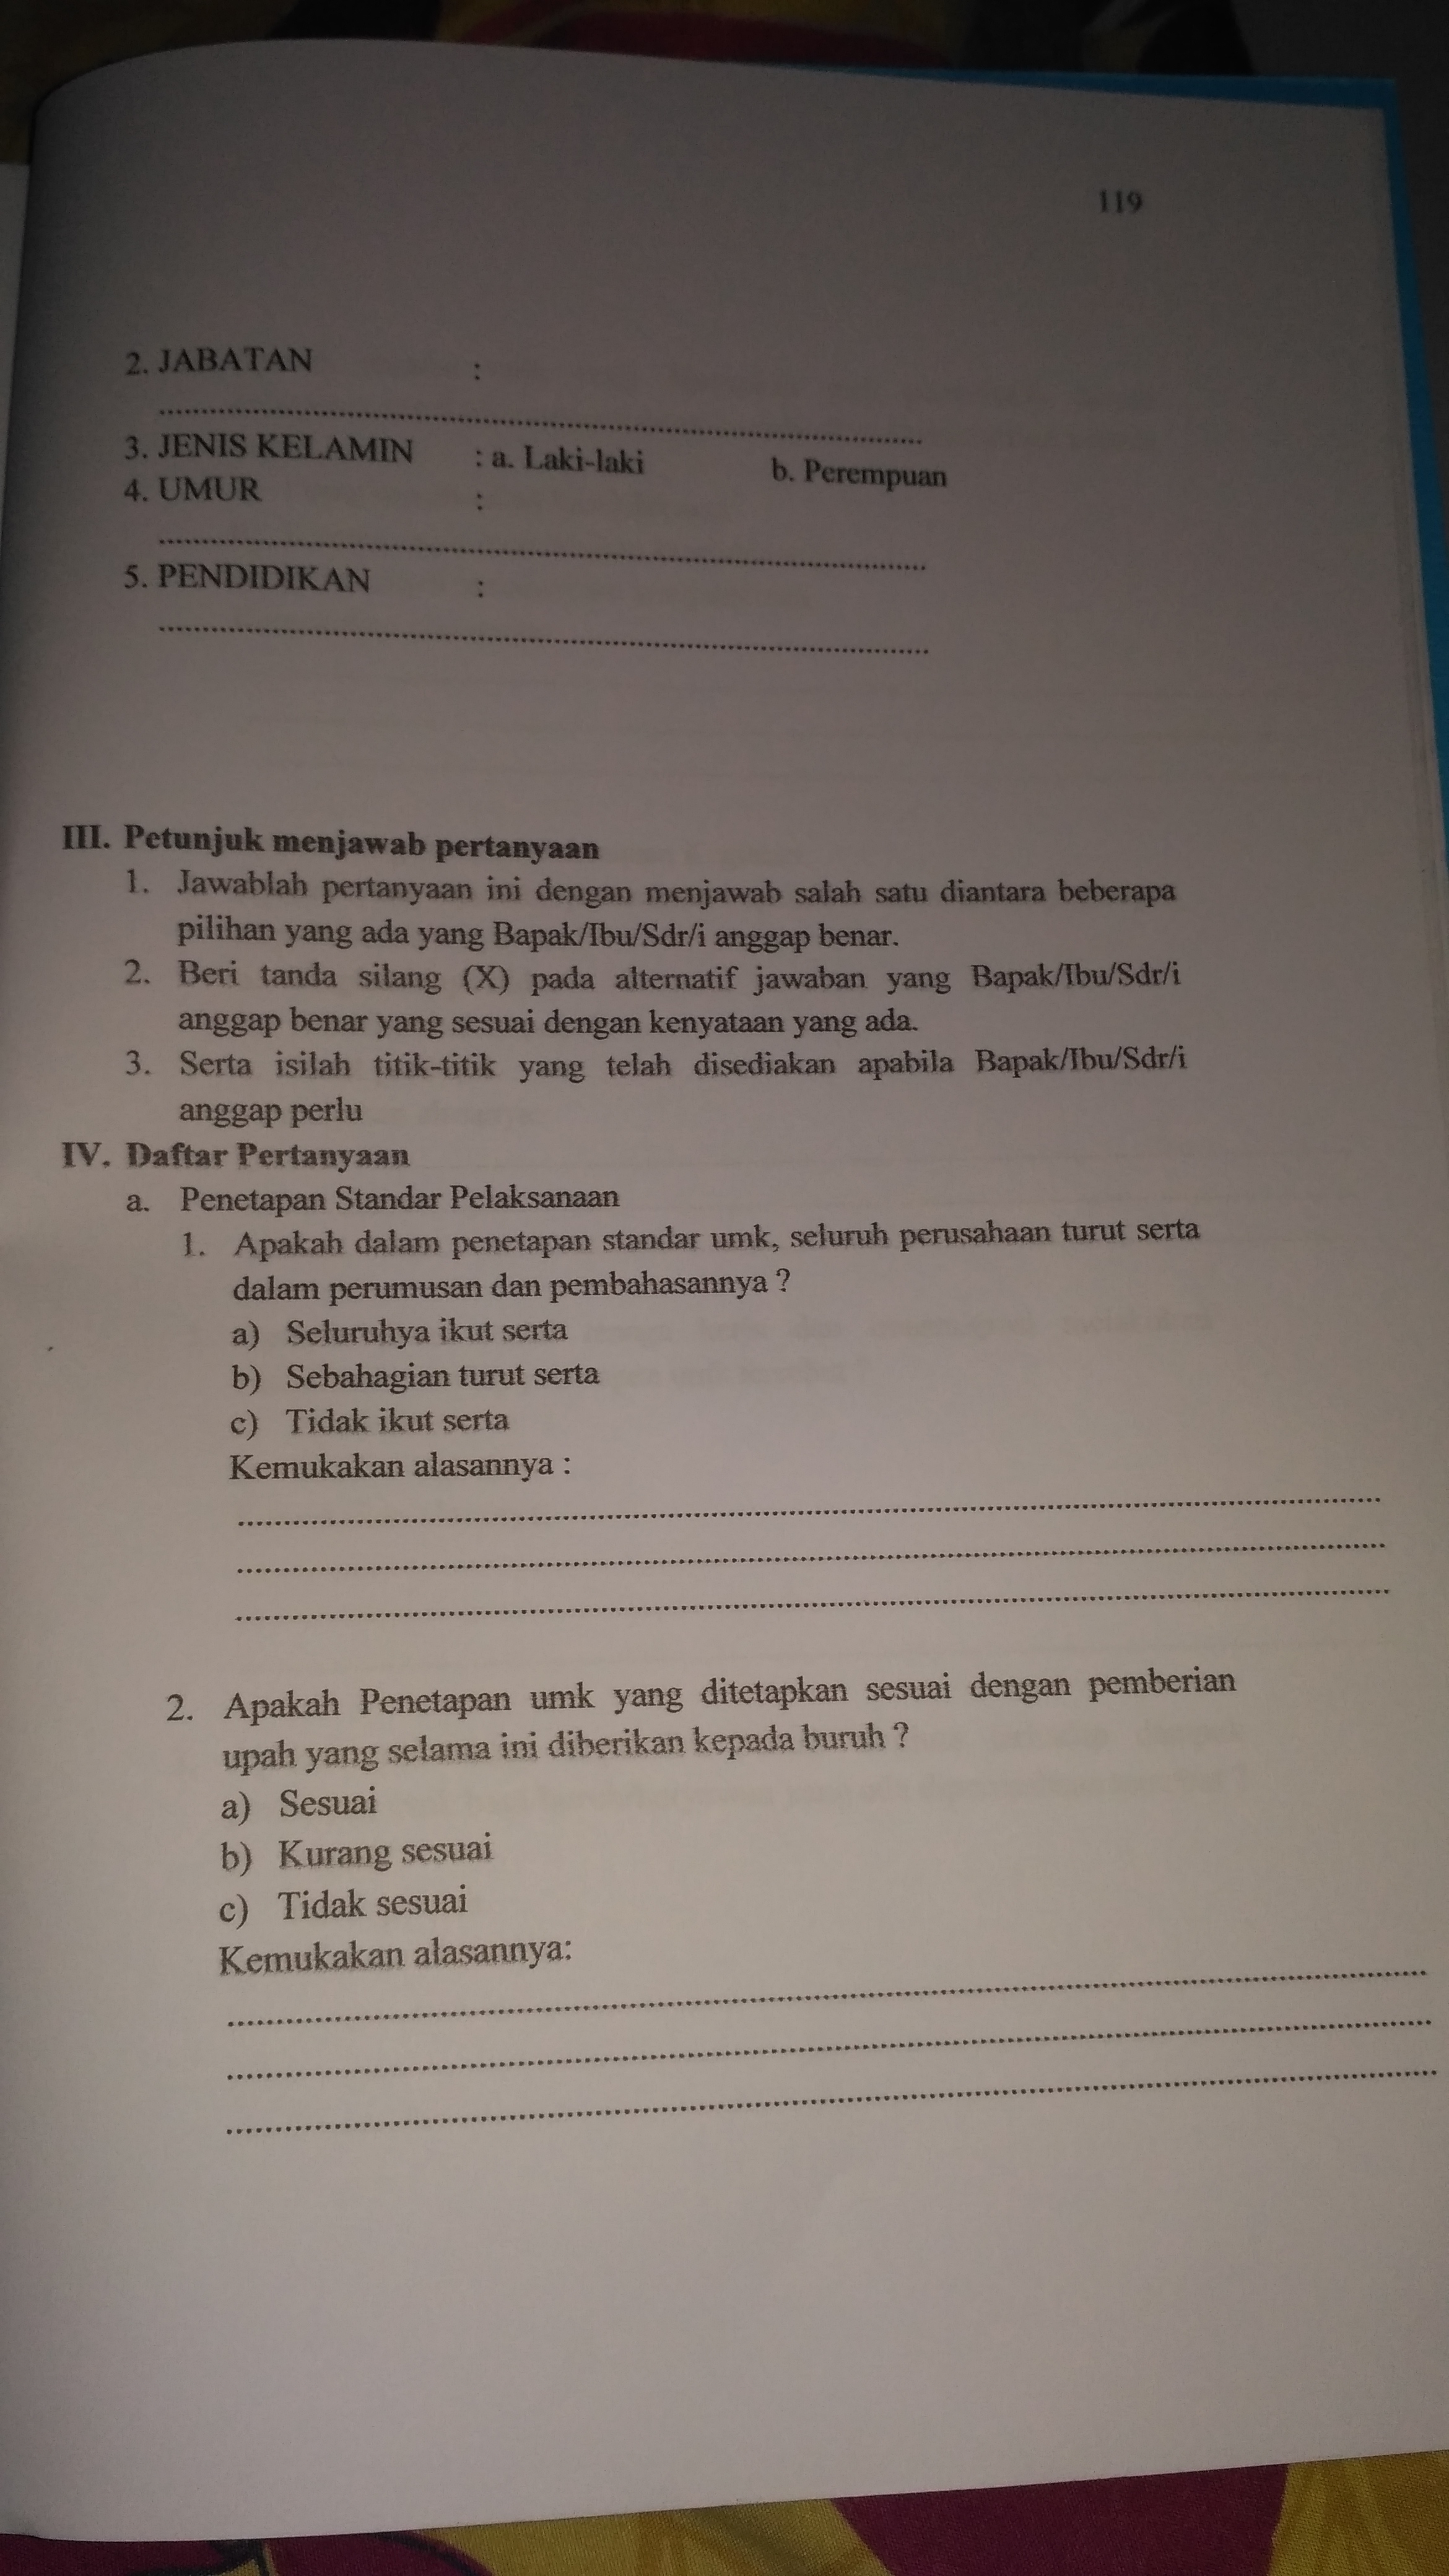 119
2. JABATAN :
........................................................................
3. JENIS KELAMIN : a. Laki-laki b. Perempuan
4. UMUR :
........................................................................
5. PENDIDIKAN :
........................................................................
III. Petunjuk menjawab pertanyaan
1. Jawablah pertanyaan ini dengan menjawab salah satu diantara beberapa
pilihan yang ada yang Bapak/Ibu/Sdr/i anggap benar.
2. Beri tanda silang (X) pada alternatif jawaban yang Bapak/Ibu/Sdr/i
anggap benar yang sesuai dengan kenyataan yang ada.
3. Serta isilah titik-titik yang telah disediakan apabila Bapak/Ibu/Sdr/i
anggap perlu
IV. Daftar Pertanyaan
a. Penetapan Standar Pelaksanaan
1. Apakah dalam penetapan standar umk, seluruh perusahaan turut serta
dalam perumusan dan pembahasannya ?
a) Seluruhya ikut serta
b) Sebahagian turut serta
c) Tidak ikut serta
Kemukakan alasannya :
........................................................................
........................................................................
........................................................................
2. Apakah Penetapan umk yang ditetapkan sesuai dengan pemberian
upah yang selama ini diberikan kepada buruh ?
a) Sesuai
b) Kurang sesuai
c) Tidak sesuai
Kemukakan alasannya:
........................................................................
........................................................................
........................................................................